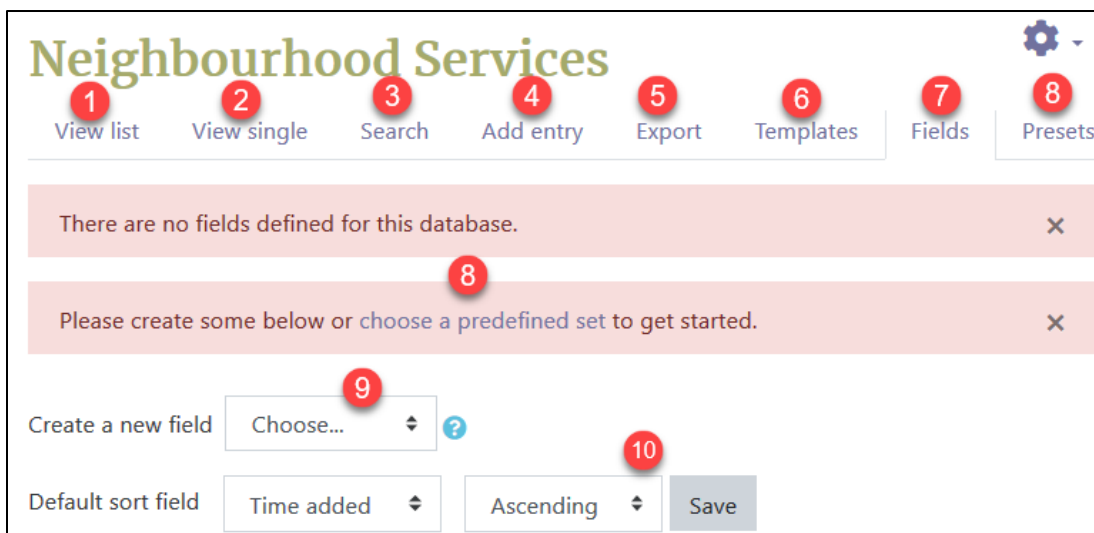 Neighbourhood Services
1 2 3 4 5 6 7 8
View list View single Search Add entry Export Templates Fields Presets
There are no fields defined for this database. ×
8
Please create some below or choose a predefined set to get started. ×
9
Create a new field Choose... ?
10
Default sort field Time added Ascending Save